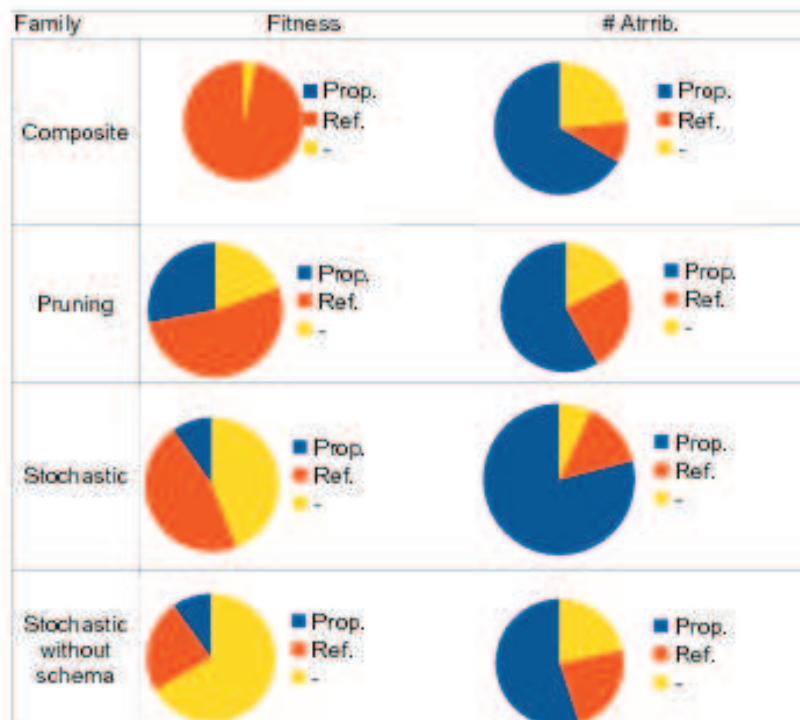 Family Fitness # Atrrib.
Composite
Prop.
Ref.
-
Prop.
Ref.
-
Pruning
Prop.
Ref.
-
Prop.
Ref.
-
Stochastic
Prop.
Ref.
-
Prop.
Ref.
-
Stochastic
without
schema
Prop.
Ref.
-
Prop.
Ref.
-